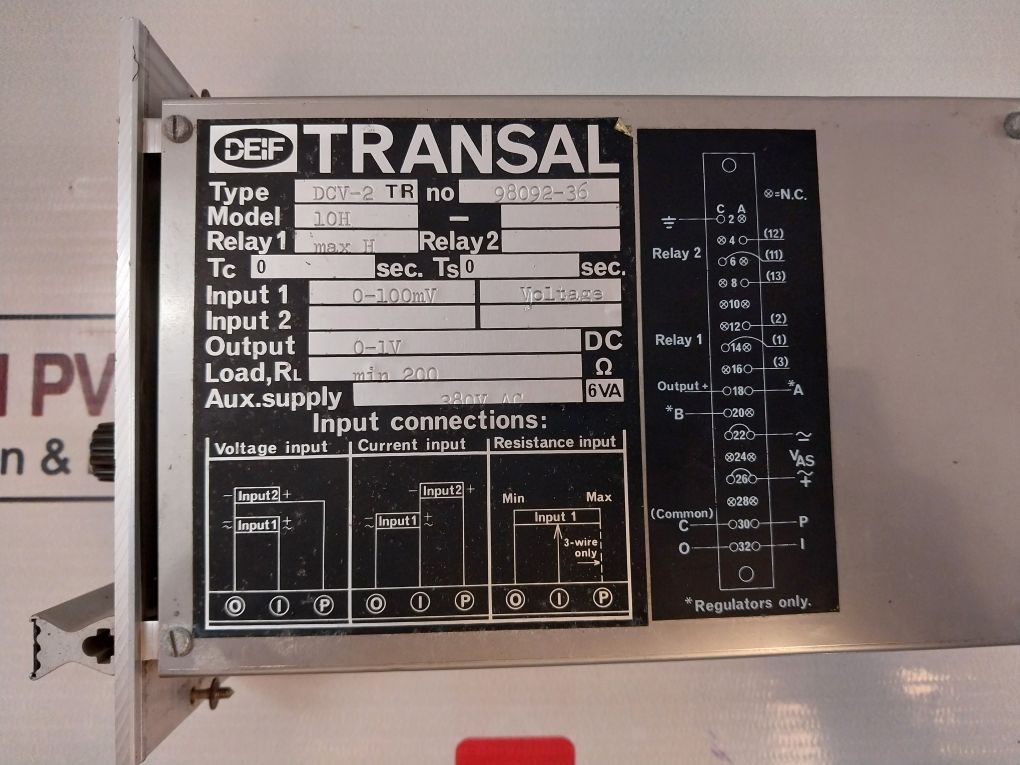 DEIF TRANSAL
Type DCV-2 TR no 98092-36
Model 10H –
Relay 1 max H Relay 2
Tc 0 sec. Ts 0 sec.
Input 1 0-100mV Voltage
Input 2
Output 0-1V DC
Load, RL min 200 Ω
Aux. supply 380V AC 6VA
Input connections:
Voltage input Current input Resistance input
− Input2 +
≂ Input1 ±
∼
− Input2 +
≂ Input1 ±
∼
Min Max
Input 1
3-wire
only
O I P O I P O I P
⊗=N.C.
C A
2
4 (12)
Relay 2 6 (11)
8 (13)
10
12 (2)
Relay 1 14 (1)
16 (3)
Output + 18 *A
*B 20
22 ≃
24 VAS
26 ∼
+
28
(Common)
C 30 P
O 32 I
*Regulators only.
PV
n &